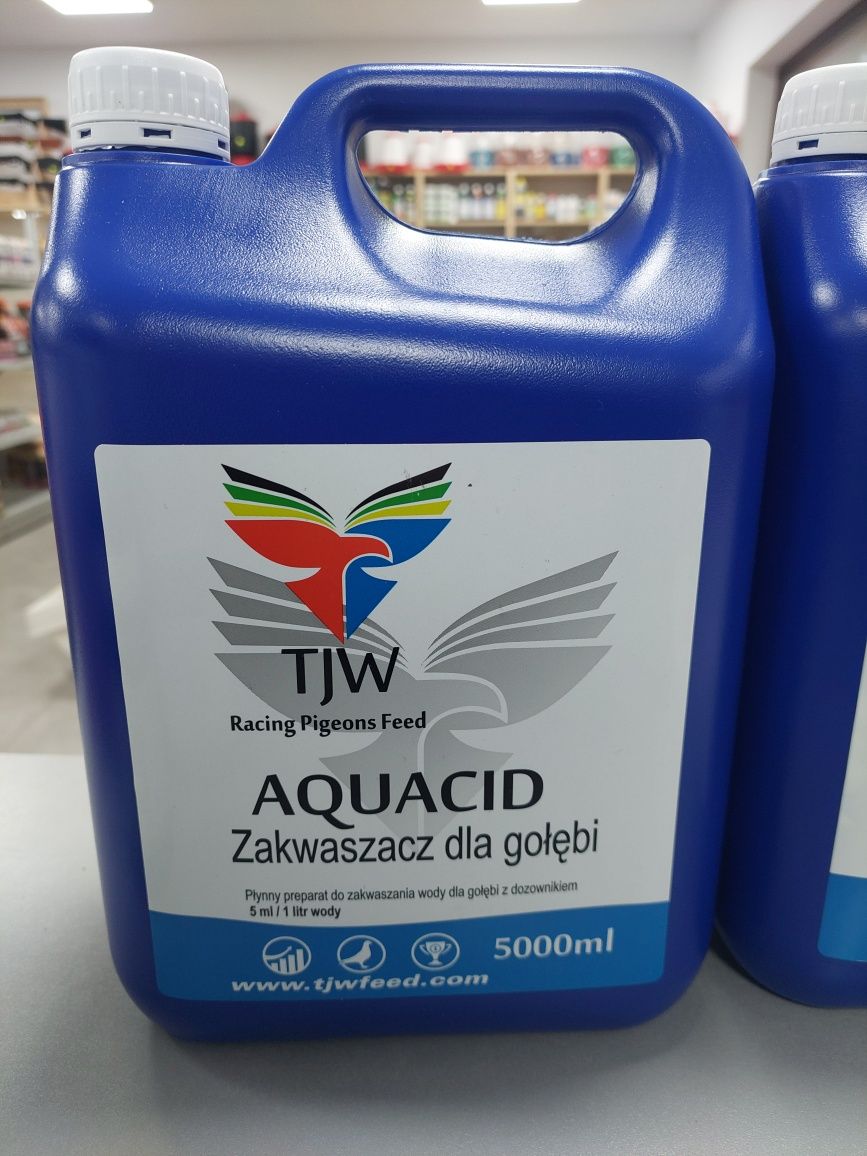 TJW
Racing Pigeons Feed
AQUACID
Zakwaszacz dla gołębi
Płynny preparat do zakwaszania wody dla gołębi z dozownikiem
5 ml / 1 litr wody
5000ml
www.tjwfeed.com